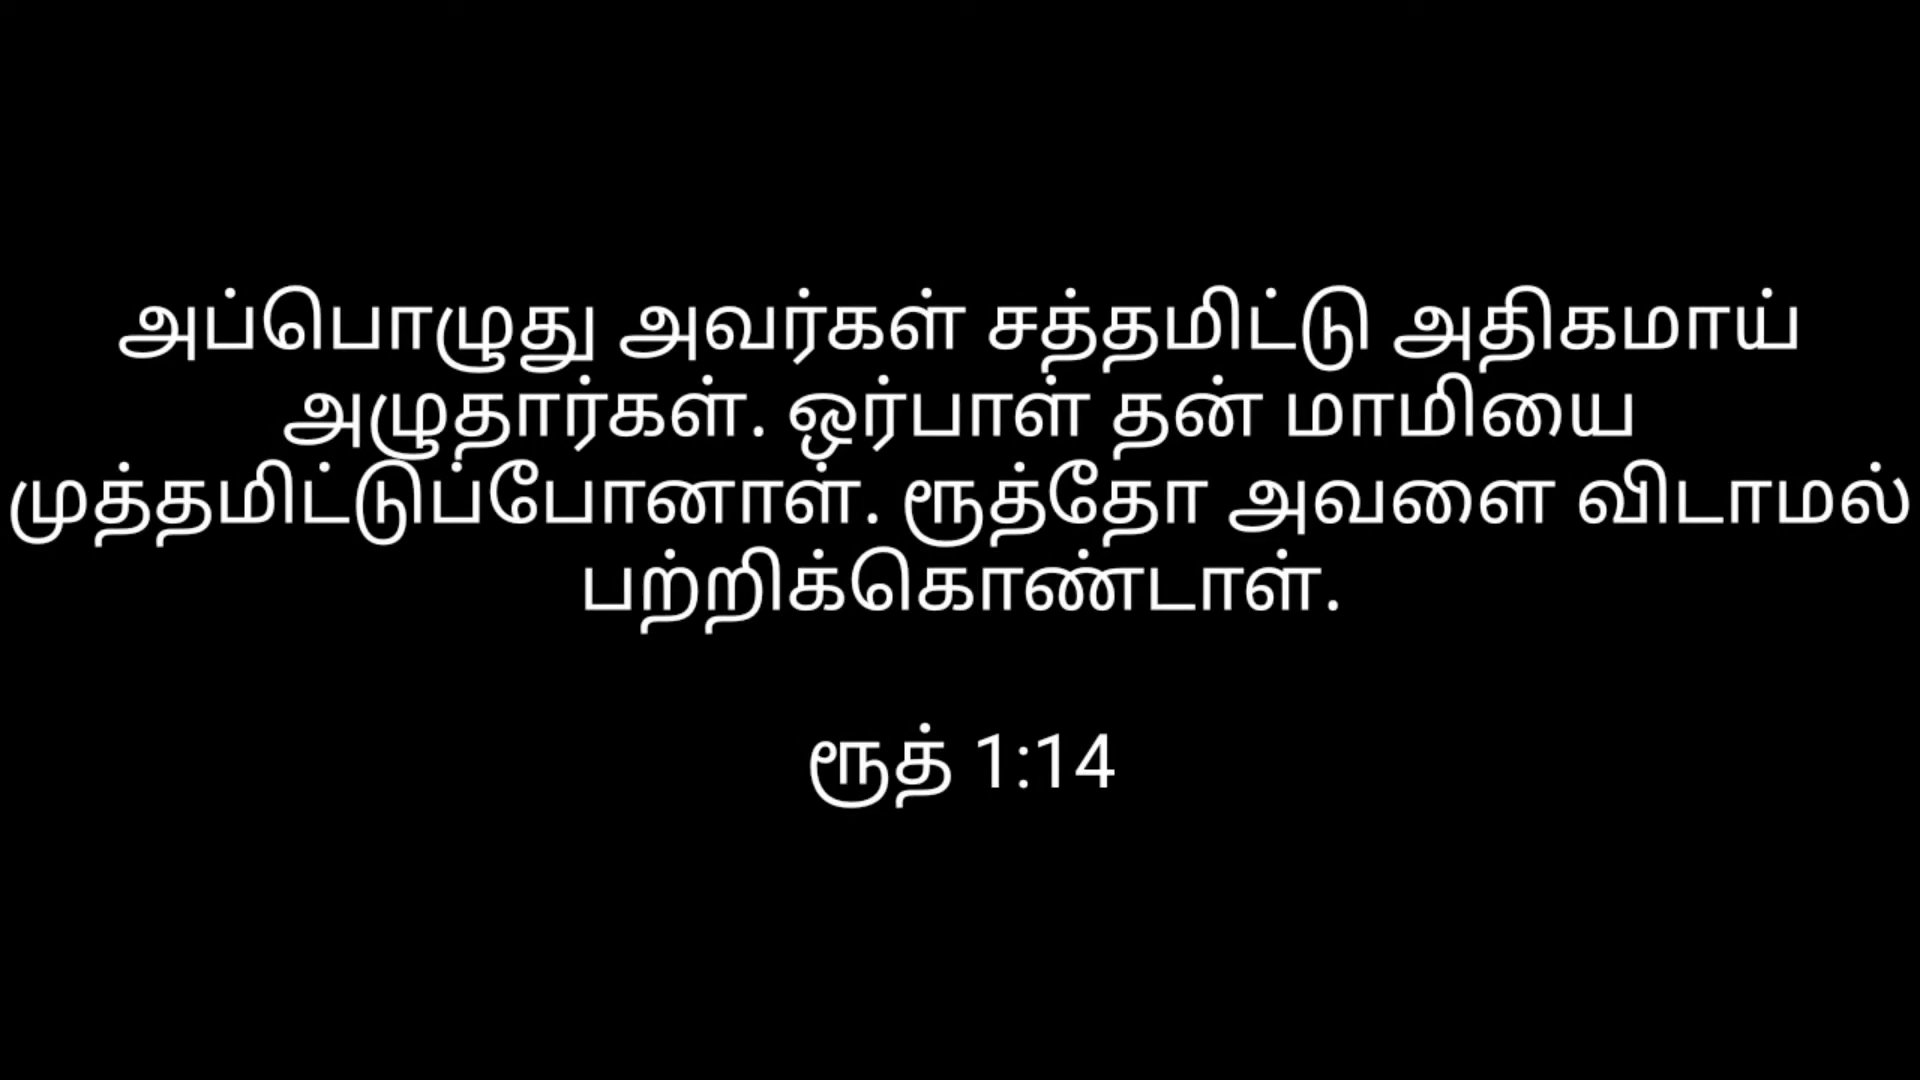 அப்பொழுது அவர்கள் சத்தமிட்டு அதிகமாய்
அழுதார்கள். ஒர்பாள் தன் மாமியை
முத்தமிட்டுப்போனாள். ரூத்தோ அவளை விடாமல்
பற்றிக்கொண்டாள்.
ரூத் 1:14